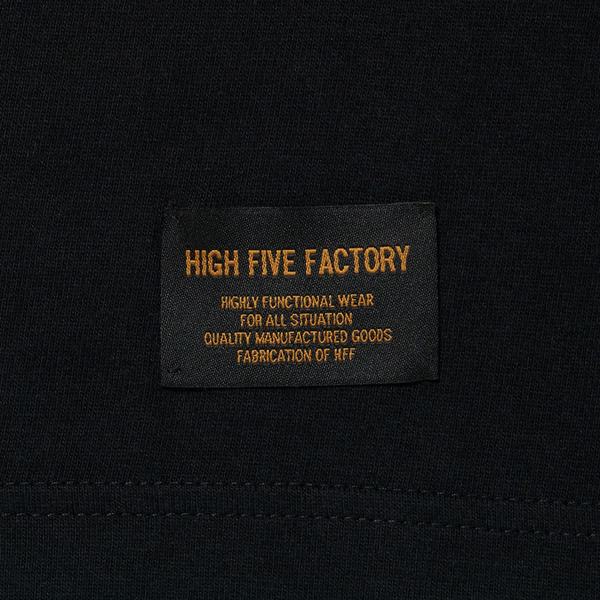 HIGH FIVE FACTORY
HIGHLY FUNCTIONAL WEAR
FOR ALL SITUATION
QUALITY MANUFACTURED GOODS
FABRICATION OF HFF